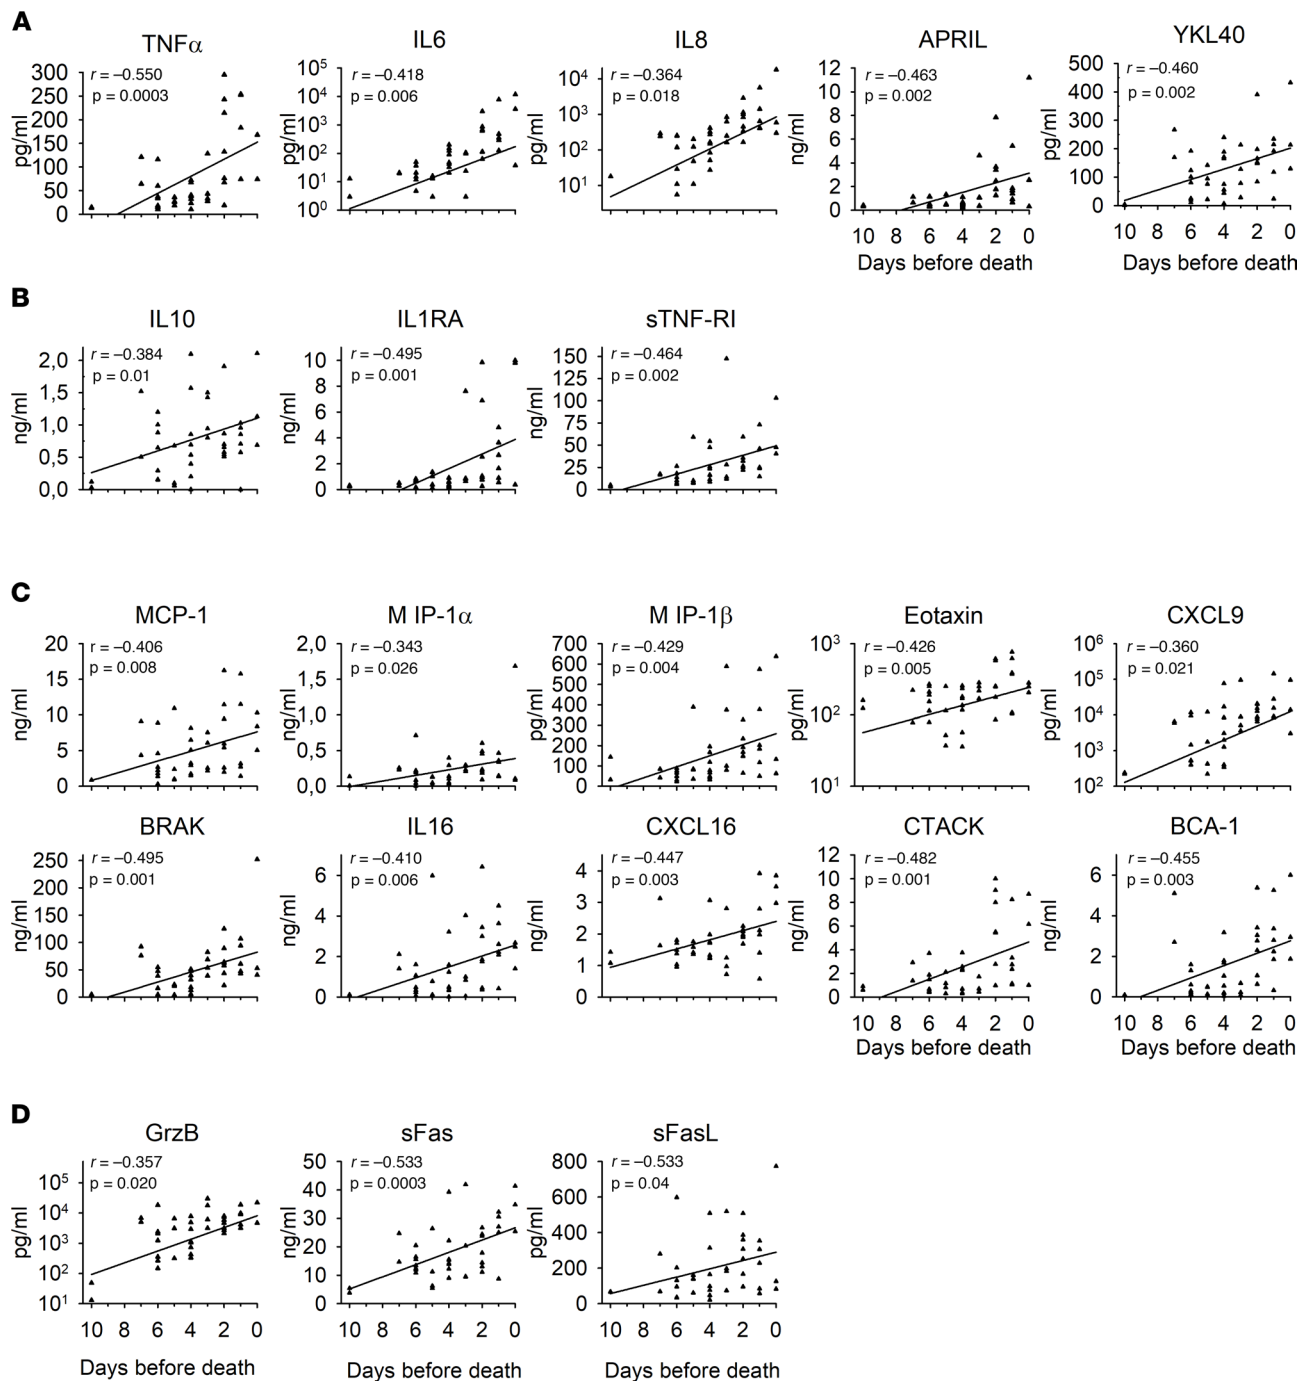 A
TNFα IL6 IL8 APRIL YKL40
r = –0.550
p = 0.0003
pg/ml
300
250
200
150
100
50
0
r = –0.418
p = 0.006
pg/ml
10⁵
10⁴
10³
10²
10¹
10⁰
r = –0.364
p = 0.018
pg/ml
10⁴
10³
10²
10¹
r = –0.463
p = 0.002
ng/ml
12
10
8
6
4
2
0
10 8 6 4 2 0
Days before death
r = –0.460
p = 0.002
pg/ml
500
400
300
200
100
0
10 8 6 4 2 0
Days before death
B
IL10 IL1RA sTNF-RI
r = –0.384
p = 0.01
ng/ml
2,0
1,5
1,0
0,5
0,0
r = –0.495
p = 0.001
ng/ml
10
8
6
4
2
0
r = –0.464
p = 0.002
ng/ml
150
125
100
75
50
25
0
C
MCP-1 M IP-1α M IP-1β Eotaxin CXCL9
r = –0.406
p = 0.008
ng/ml
20
15
10
5
0
r = –0.343
p = 0.026
ng/ml
2,0
1,5
1,0
0,5
0,0
r = –0.429
p = 0.004
pg/ml
700
600
500
400
300
200
100
0
r = –0.426
p = 0.005
pg/ml
10³
10²
10¹
r = –0.360
p = 0.021
pg/ml
10⁶
10⁵
10⁴
10³
10²
BRAK IL16 CXCL16 CTACK BCA-1
r = –0.495
p = 0.001
ng/ml
250
200
150
100
50
0
r = –0.410
p = 0.006
ng/ml
6
4
2
0
r = –0.447
p = 0.003
ng/ml
4
3
2
1
0
r = –0.482
p = 0.001
ng/ml
12
10
8
6
4
2
0
10 8 6 4 2 0
Days before death
r = –0.455
p = 0.003
ng/ml
6
4
2
0
10 8 6 4 2 0
Days before death
D
GrzB sFas sFasL
r = –0.357
p = 0.020
pg/ml
10⁵
10⁴
10³
10²
10¹
10 8 6 4 2 0
Days before death
r = –0.533
p = 0.0003
ng/ml
50
40
30
20
10
0
10 8 6 4 2 0
Days before death
r = –0.533
p = 0.04
pg/ml
800
600
400
200
0
10 8 6 4 2 0
Days before death